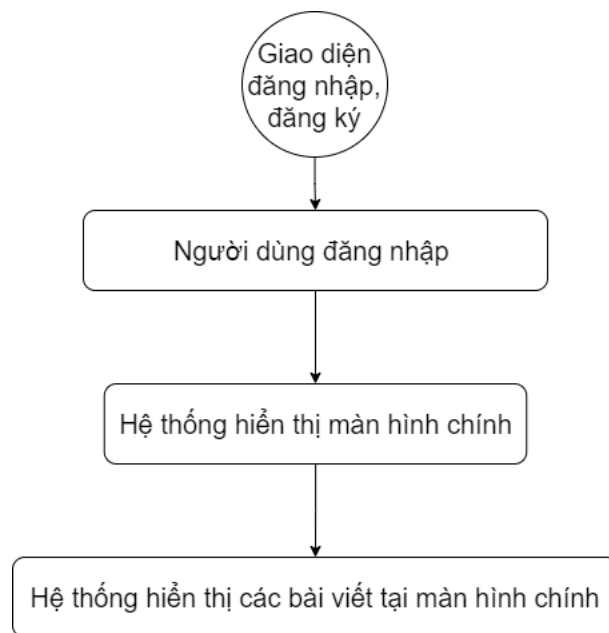 Giao diện
đăng nhập,
đăng ký
Người dùng đăng nhập
Hệ thống hiển thị màn hình chính
Hệ thống hiển thị các bài viết tại màn hình chính